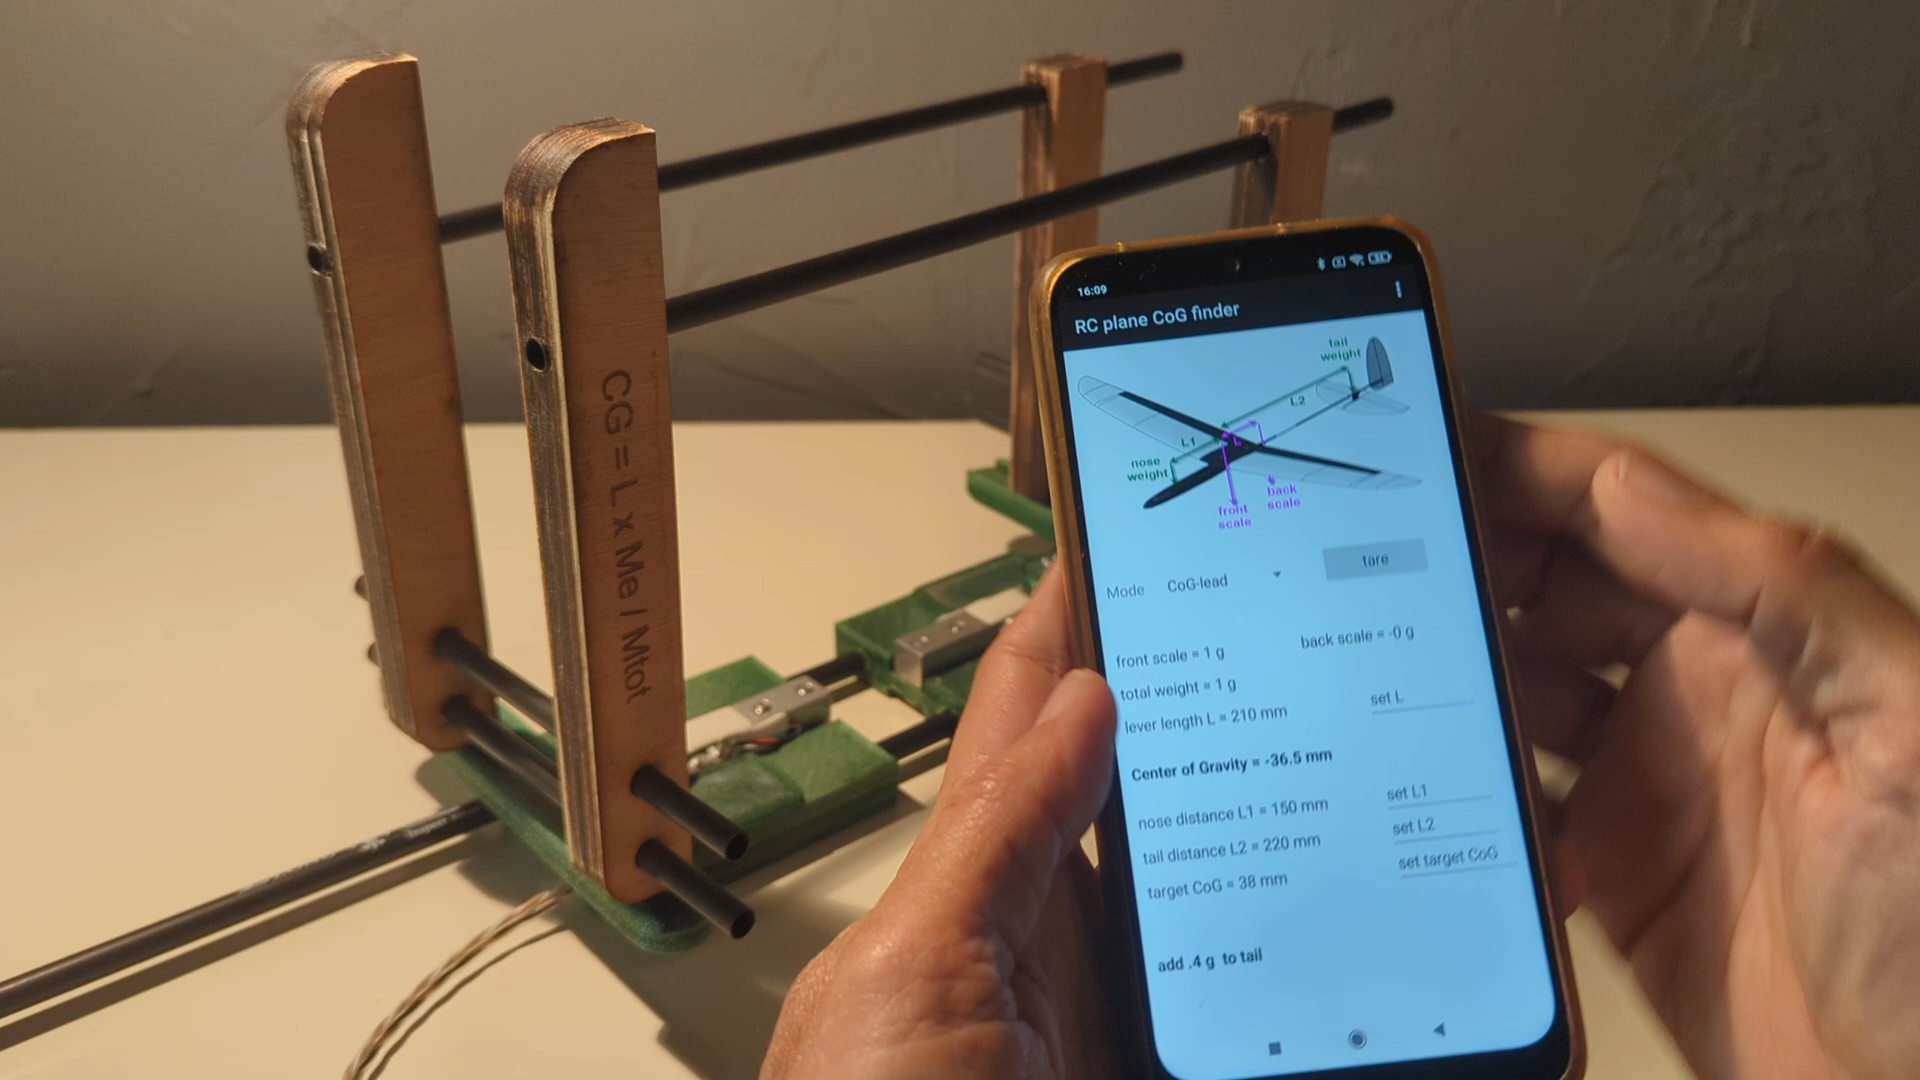 CG = L x Me / Mtot
16:09
RC plane CoG finder
tail
weight
L2
L1
L
nose
weight
back
scale
front
scale
tare
Mode CoG-lead
front scale = 1 g back scale = -0 g
total weight = 1 g
lever length L = 210 mm set L
Center of Gravity = -36.5 mm
nose distance L1 = 150 mm set L1
tail distance L2 = 220 mm set L2
target CoG = 38 mm set target CoG
add .4 g to tail